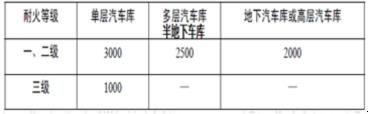 耐火等级 单层汽车库 多层汽车库 地下汽车库或高层汽车库
半地下车库
一、二级 3000 2500 2000
三级 1000 — —